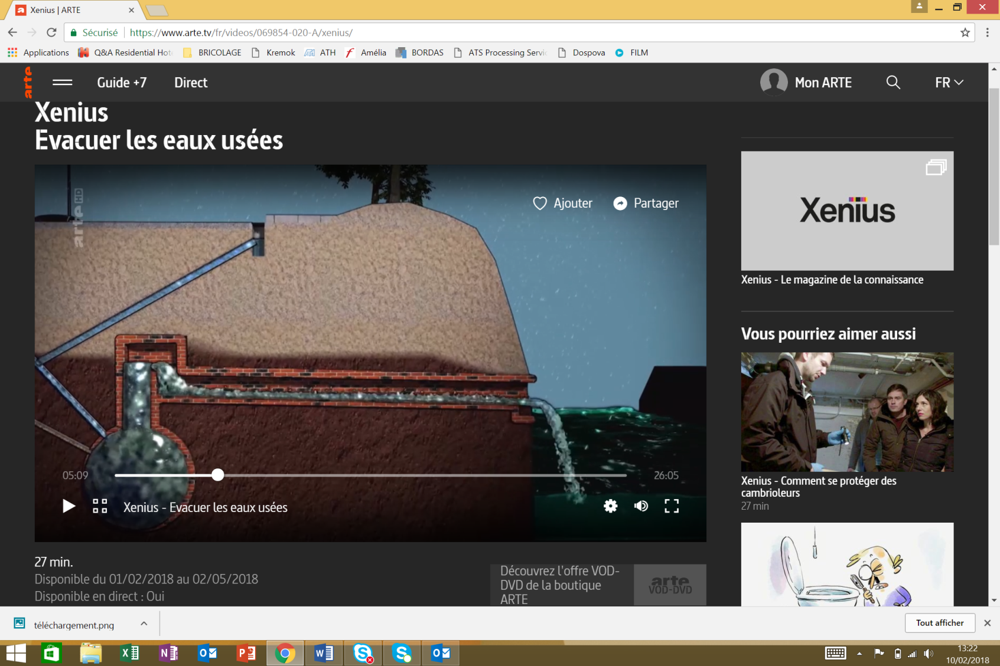 Xenius | ARTE
Sécurisé
https://www.arte.tv/fr/videos/069854-020-A/xenius/
Applications
Q&A Residential Hot
BRICOLAGE
Kremok
ATH
Amélia
BORDAS
ATS Processing Servic
Dospova
FILM
arte
Guide +7
Direct
Mon ARTE
FR
Xenius
Evacuer les eaux usées
arte HD
Ajouter
Partager
05:09
26:05
Xenius - Evacuer les eaux usées
27 min.
Disponible du 01/02/2018 au 02/05/2018
Disponible en direct : Oui
Découvrez l'offre VOD-
DVD de la boutique
ARTE
arte
VOD-DVD
Xenius
Xenius - Le magazine de la connaissance
Vous pourriez aimer aussi
Xenius - Comment se protéger des
cambrioleurs
27 min
téléchargement.png
Tout afficher
13:22
10/02/2018